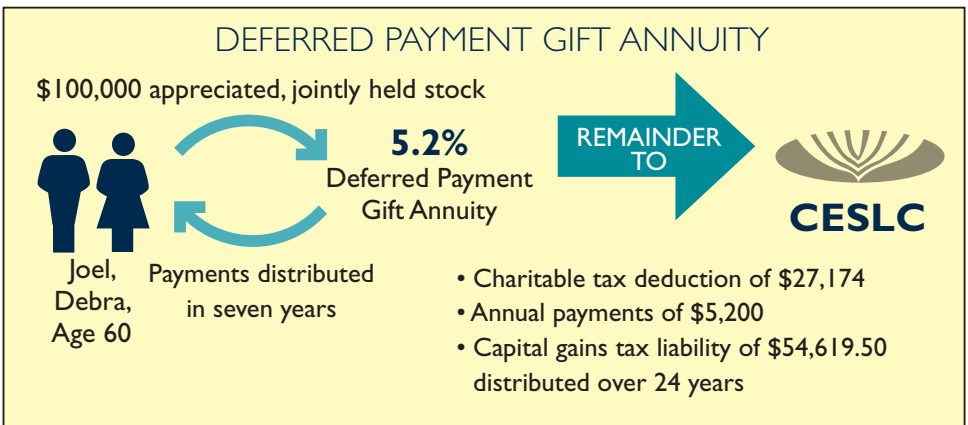 DEFERRED PAYMENT GIFT ANNUITY
$100,000 appreciated, jointly held stock
5.2%
Deferred Payment
Gift Annuity
REMAINDER
TO
CESLC
Joel,
Debra,
Age 60
Payments distributed
in seven years
• Charitable tax deduction of $27,174
• Annual payments of $5,200
• Capital gains tax liability of $54,619.50
distributed over 24 years